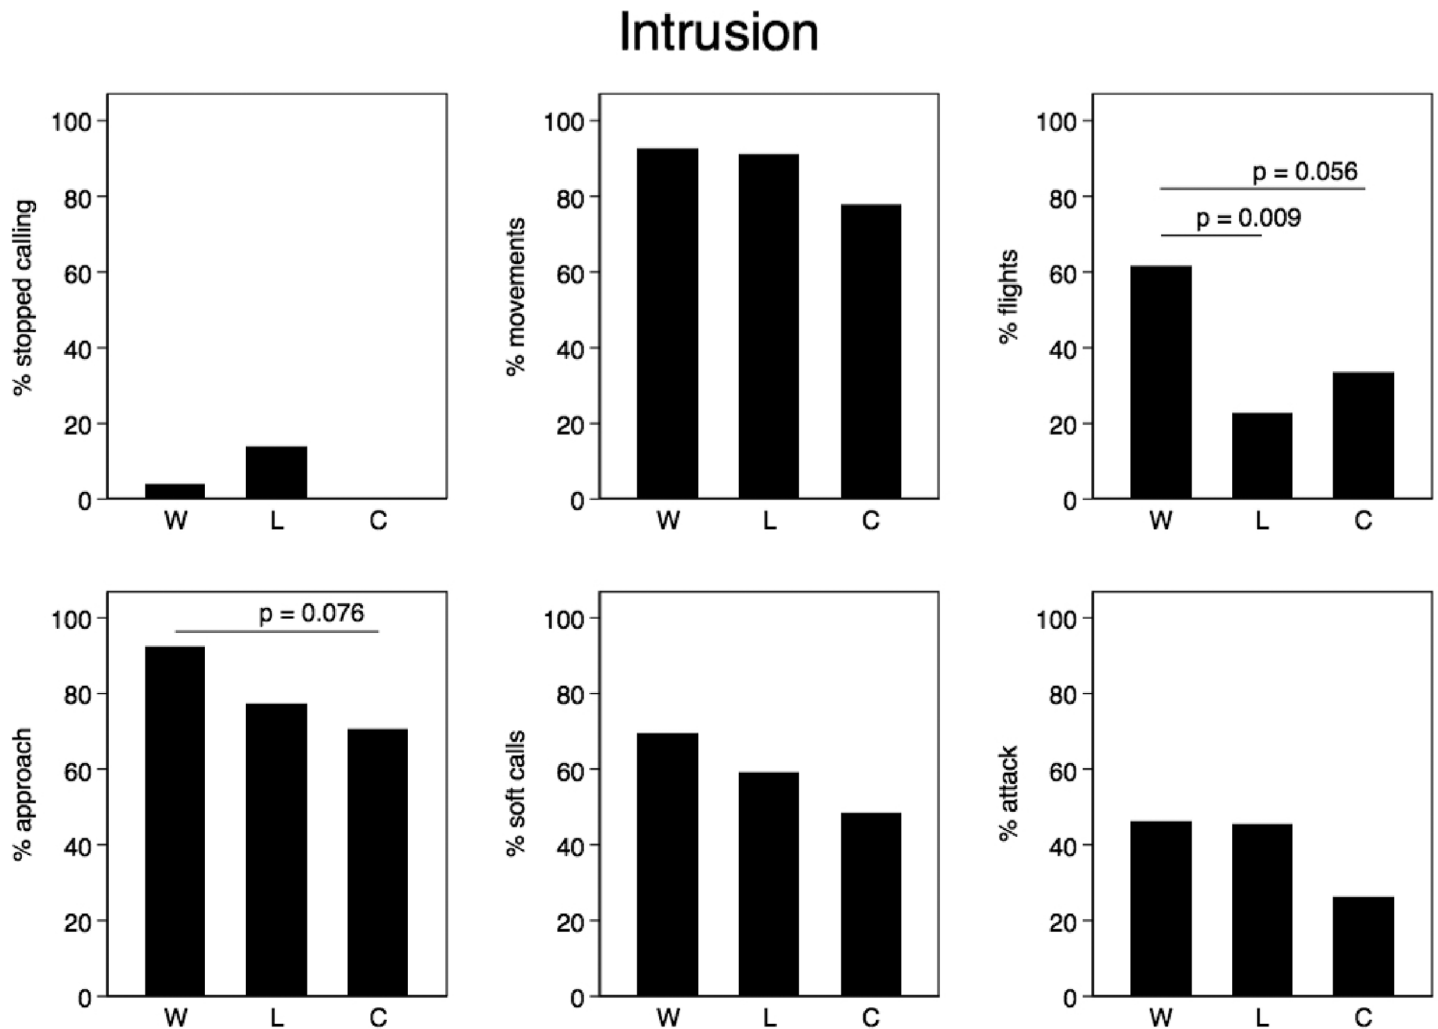 Intrusion
% stopped calling
100
80
60
40
20
0
W L C
% movements
100
80
60
40
20
0
W L C
% flights
100
80
60
40
20
0
p = 0.056
p = 0.009
W L C
% approach
100
80
60
40
20
0
p = 0.076
W L C
% soft calls
100
80
60
40
20
0
W L C
% attack
100
80
60
40
20
0
W L C